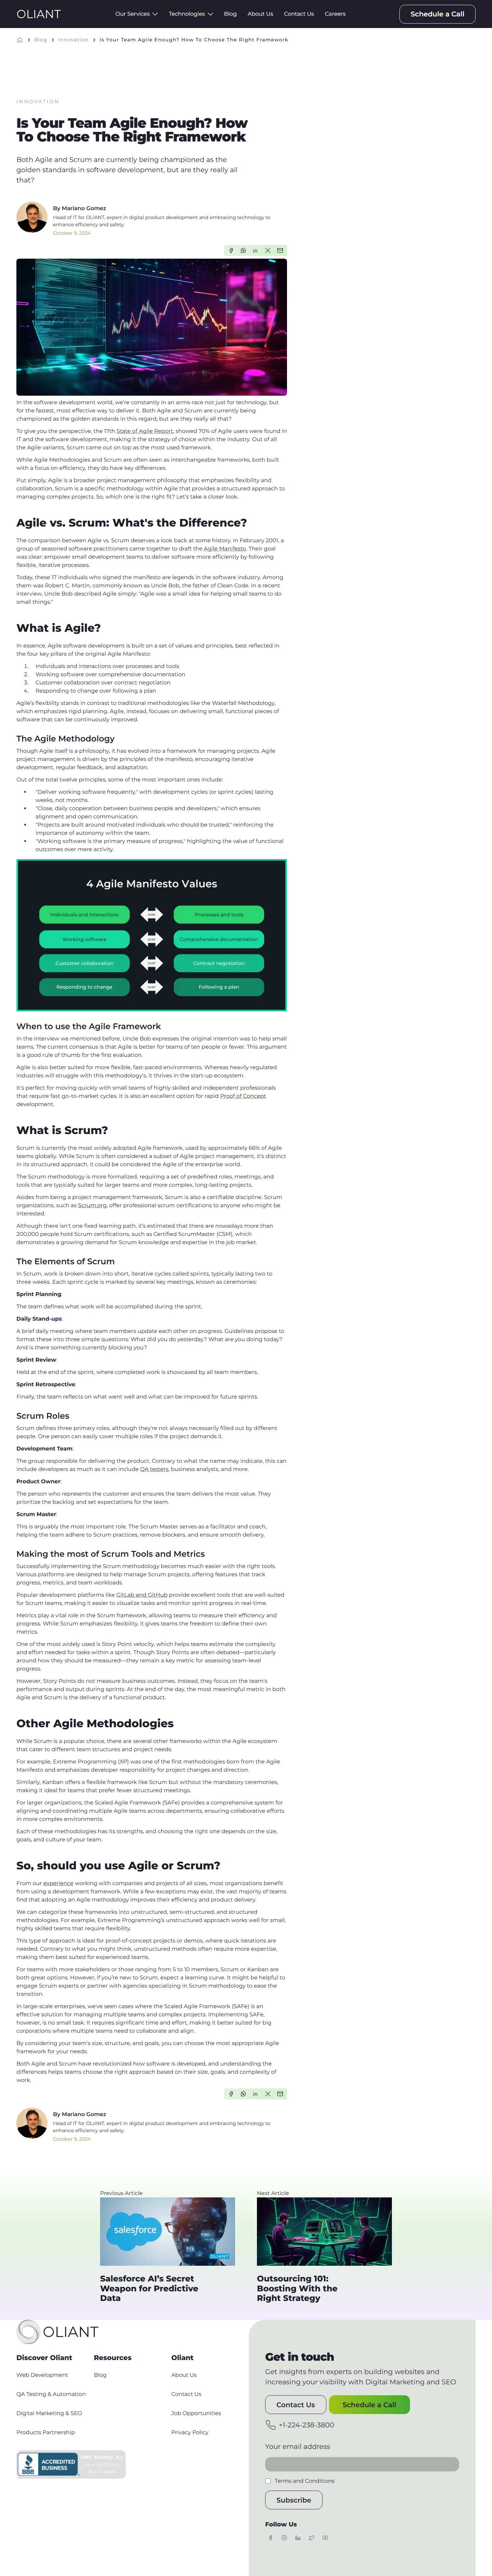 OLIANT
Our Services
Technologies
Blog
About Us
Contact Us
Careers
Schedule a Call
Blog
Innovation
Is Your Team Agile Enough? How To Choose The Right Framework
INNOVATION
Is Your Team Agile Enough? How
To Choose The Right Framework
Both Agile and Scrum are currently being championed as the
golden standards in software development, but are they really all
that?
By Mariano Gomez
Head of IT for OLIANT, expert in digital product development and embracing technology to
enhance efficiency and safety.
October 9, 2024
In the software development world, we're constantly in an arms-race not just for technology, but
for the fastest, most effective way to deliver it. Both Agile and Scrum are currently being
championed as the golden standards in this regard, but are they really all that?
To give you the perspective, the 17th State of Agile Report, showed 70% of Agile users were found in
IT and the software development, making it the strategy of choice within the industry. Out of all
the Agile variants, Scrum came out on top as the most used framework.
While Agile Methodologies and Scrum are often seen as interchangeable frameworks, both built
with a focus on efficiency, they do have key differences.
Put simply, Agile is a broader project management philosophy that emphasizes flexibility and
collaboration, Scrum is a specific methodology within Agile that provides a structured approach to
managing complex projects. So, which one is the right fit? Let's take a closer look.
Agile vs. Scrum: What's the Difference?
The comparison between Agile vs. Scrum deserves a look back at some history. In February 2001, a
group of seasoned software practitioners came together to draft the Agile Manifesto. Their goal
was clear: empower small development teams to deliver software more efficiently by following
flexible, iterative processes.
Today, these 17 individuals who signed the manifesto are legends in the software industry. Among
them was Robert C. Martin, commonly known as Uncle Bob, the father of Clean Code. In a recent
interview, Uncle Bob described Agile simply: "Agile was a small idea for helping small teams to do
small things."
What is Agile?
In essence, Agile software development is built on a set of values and principles, best reflected in
the four key pillars of the original Agile Manifesto:
1. Individuals and interactions over processes and tools
2. Working software over comprehensive documentation
3. Customer collaboration over contract negotiation
4. Responding to change over following a plan
Agile's flexibility stands in contrast to traditional methodologies like the Waterfall Methodology,
which emphasizes rigid planning. Agile, instead, focuses on delivering small, functional pieces of
software that can be continuously improved.
The Agile Methodology
Though Agile itself is a philosophy, it has evolved into a framework for managing projects. Agile
project management is driven by the principles of the manifesto, encouraging iterative
development, regular feedback, and adaptation.
Out of the total twelve principles, some of the most important ones include:
• "Deliver working software frequently," with development cycles (or sprint cycles) lasting
weeks, not months.
• "Close, daily cooperation between business people and developers," which ensures
alignment and open communication.
• "Projects are built around motivated individuals who should be trusted," reinforcing the
importance of autonomy within the team.
• "Working software is the primary measure of progress," highlighting the value of functional
outcomes over mere activity.
4 Agile Manifesto Values
Individuals and interactions
Processes and tools
Working software
Comprehensive documentation
Customer collaboration
Contract negotiation
Responding to change
Following a plan
When to use the Agile Framework
In the interview we mentioned before, Uncle Bob expresses the original intention was to help small
teams. The current consensus is that Agile is better for teams of ten people or fewer. This argument
is a good rule of thumb for the first evaluation.
Agile is also better suited for more flexible, fast-paced environments. Whereas heavily regulated
industries will struggle with this methodology's, it thrives in the start-up ecosystem.
It's perfect for moving quickly with small teams of highly skilled and independent professionals
that require fast go-to-market cycles. It is also an excellent option for rapid Proof of Concept
development.
What is Scrum?
Scrum is currently the most widely adopted Agile framework, used by approximately 66% of Agile
teams globally. While Scrum is often considered a subset of Agile project management, it's distinct
in its structured approach, it could be considered the Agile of the enterprise world.
The Scrum methodology is more formalized, requiring a set of predefined roles, meetings, and
tools that are typically suited for larger teams and more complex, long-lasting projects.
Asides from being a project management framework, Scrum is also a certifiable discipline. Scrum
organizations, such as Scrum.org, offer professional scrum certifications to anyone who might be
interested.
Although there isn't one fixed learning path, it's estimated that there are nowadays more than
200,000 people hold Scrum certifications, such as Certified ScrumMaster (CSM), which
demonstrates a growing demand for Scrum knowledge and expertise in the job market.
The Elements of Scrum
In Scrum, work is broken down into short, iterative cycles called sprints, typically lasting two to
three weeks. Each sprint cycle is marked by several key meetings, known as ceremonies:
Sprint Planning:
The team defines what work will be accomplished during the sprint.
Daily Stand-ups:
A brief daily meeting where team members update each other on progress. Guidelines purpose to
format these into three simple questions: What did you do yesterday? What are you doing today?
And is there something currently blocking you?
Sprint Review:
Held at the end of the sprint, where completed work is showcased by all team members.
Sprint Retrospective:
Finally, the team reflects on what went well and what can be improved for future sprints.
Scrum Roles
Scrum defines three primary roles, although they're not always necessarily filled out by different
people. One person can easily cover multiple roles if the project demands it.
Development Team:
The group responsible for delivering the product. Contrary to what the name may indicate, this can
include developers as much as it can include QA testers, business analysts, and more.
Product Owner:
The person who represents the customer and ensures the team delivers the most value. They
prioritize the backlog and set expectations for the team.
Scrum Master:
This is arguably the most important role. The Scrum Master serves as a facilitator and coach,
helping the team adhere to Scrum practices, remove blockers, and ensure smooth delivery.
Making the most of Scrum Tools and Metrics
Successfully implementing the Scrum methodology becomes much easier with the right tools.
Various platforms are designed to help manage Scrum projects, offering features that track
progress, metrics, and team workloads.
Popular development platforms like GitLab and GitHub provide excellent tools that are well-suited
for Scrum teams, making it easier to visualize tasks and monitor sprint progress in real-time.
Metrics play a vital role in the Scrum framework, allowing teams to measure their efficiency and
progress. While Scrum emphasizes flexibility, it gives teams the freedom to define their own
metrics.
One of the most widely used is Story Point velocity, which helps teams estimate the complexity
and effort needed for tasks within a sprint. Though Story Points are often debated—particularly
around how they should be measured—they remain a key metric for assessing team-level
progress.
However, Story Points do not measure business outcomes. Instead, they focus on the team's
performance and output during sprints. At the end of the day, the most meaningful metric in both
Agile and Scrum is the delivery of a functional product.
Other Agile Methodologies
While Scrum is a popular choice, there are several other frameworks within the Agile ecosystem
that cater to different team structures and project needs.
For example, Extreme Programming (XP) was one of the first methodologies born from the Agile
Manifesto and emphasizes developer responsibility for project changes and direction.
Similarly, Kanban offers a flexible framework like Scrum but without the mandatory ceremonies,
making it ideal for teams that prefer fewer structured meetings.
For larger organizations, the Scaled Agile Framework (SAFe) provides a comprehensive system for
aligning and coordinating multiple Agile teams across departments, ensuring collaborative efforts
in more complex environments.
Each of these methodologies has its strengths, and choosing the right one depends on the size,
goals, and culture of your team.
So, should you use Agile or Scrum?
From our experience working with companies and projects of all sizes, most organizations benefit
from using a development framework. While a few exceptions may exist, the vast majority of teams
find that adopting an Agile methodology improves their efficiency and product delivery.
We can categorize these frameworks into unstructured, semi-structured, and structured
methodologies. For example, Extreme Programming's unstructured approach works well for small,
highly skilled teams that require flexibility.
This type of approach is ideal for proof-of-concept projects or demos, where quick iterations are
needed. Contrary to what you might think, unstructured methods often require more expertise,
making them best suited for experienced teams.
For teams with more stakeholders or those ranging from 5 to 10 members, Scrum or Kanban are
both great options. However, if you're new to Scrum, expect a learning curve. It might be helpful to
engage Scrum experts or partner with agencies specializing in Scrum methodology to ease the
transition.
In large-scale enterprises, we've seen cases where the Scaled Agile Framework (SAFe) is an
effective solution for managing multiple teams and complex projects. Implementing SAFe,
however, is no small task. It requires significant time and effort, making it better suited for big
corporations where multiple teams need to collaborate and align.
By considering your team's size, structure, and goals, you can choose the most appropriate Agile
framework for your needs.
Both Agile and Scrum have revolutionized how software is developed, and understanding the
differences helps teams choose the right approach based on their size, goals, and complexity of
work.
By Mariano Gomez
Head of IT for OLIANT, expert in digital product development and embracing technology to
enhance efficiency and safety.
October 9, 2024
Previous Article
salesforce
OLIANT
Salesforce AI's Secret
Weapon for Predictive
Data
Next Article
Outsourcing 101:
Boosting With the
Right Strategy
OLIANT
Discover Oliant
Web Development
QA Testing & Automation
Digital Marketing & SEO
Products Partnership
Resources
Blog
Oliant
About Us
Contact Us
Job Opportunities
Privacy Policy
BBB
ACCREDITED
BUSINESS
BBB Rating: A+
Get in touch
Get insights from experts on building websites and
increasing your visibility with Digital Marketing and SEO
Contact Us
Schedule a Call
+1-224-238-3800
Your email address
Terms and Conditions
Subscribe
Follow Us